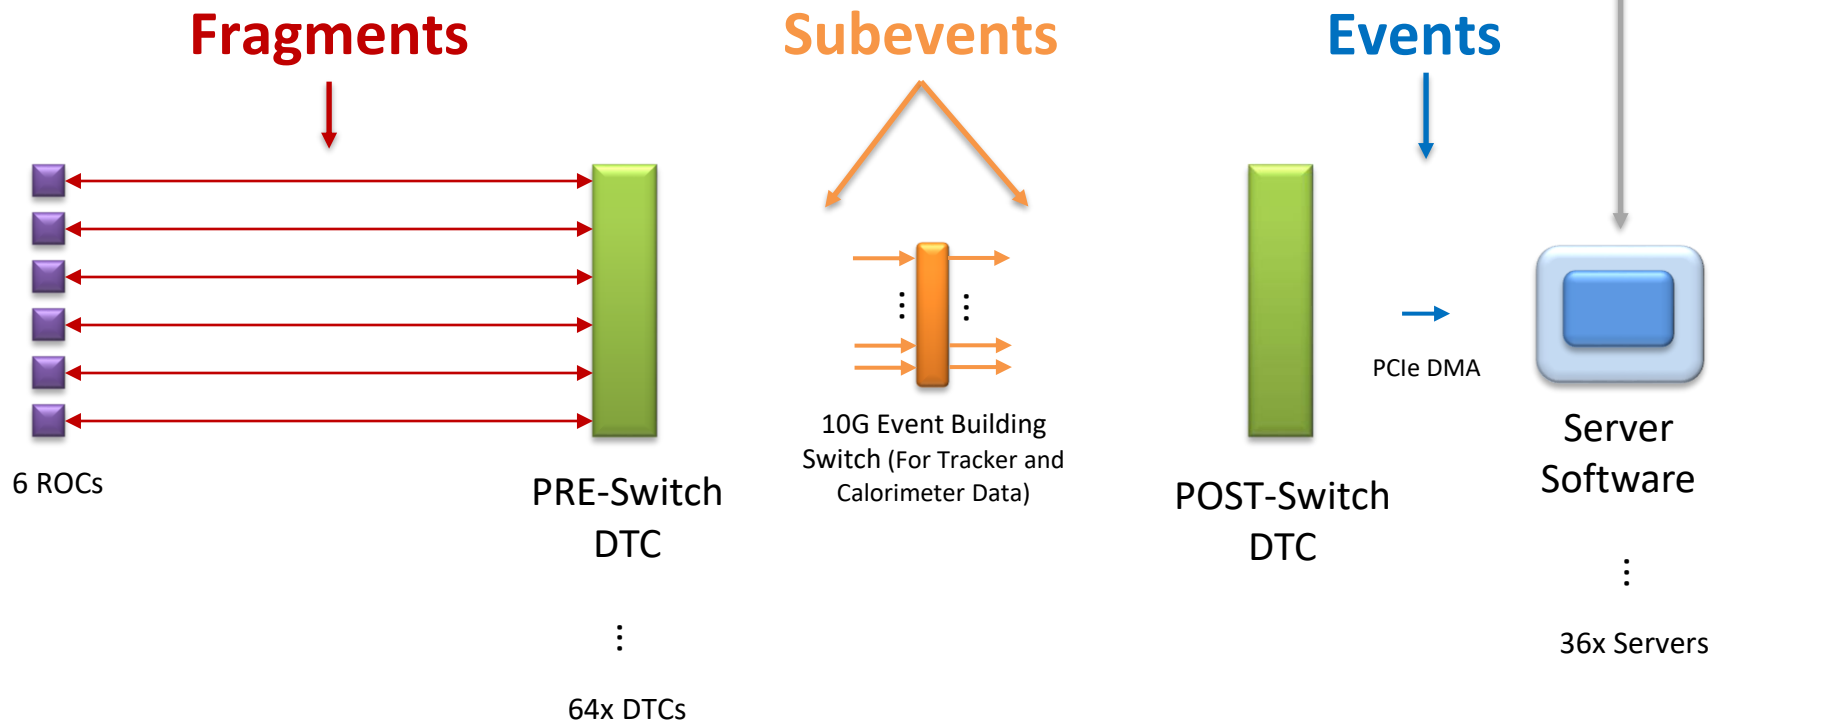 Fragments
Subevents
Events
PCIe DMA
10G Event Building
Switch (For Tracker and
Calorimeter Data)
6 ROCs
PRE-Switch
DTC
POST-Switch
DTC
Server
Software
⋮
36x Servers
⋮
64x DTCs